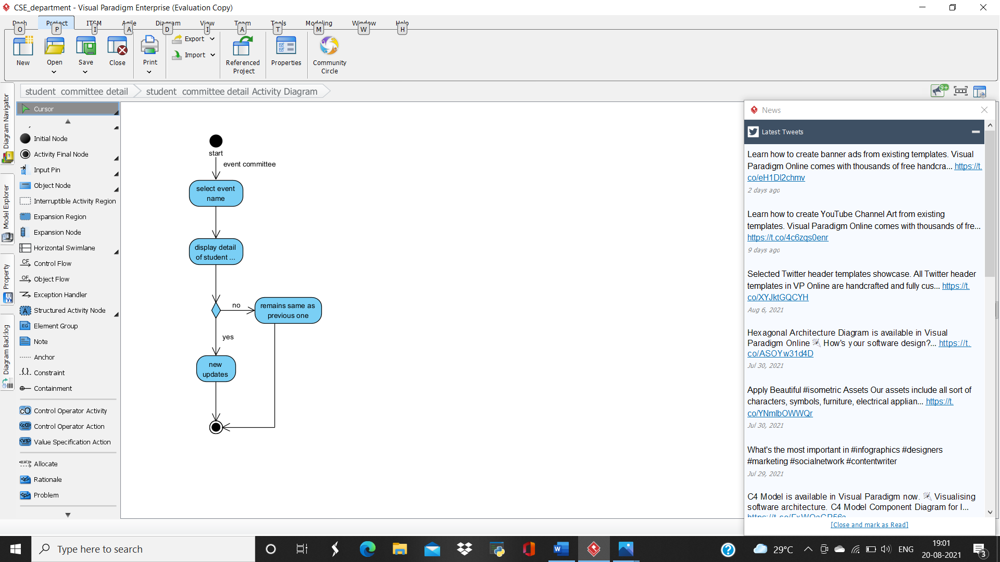 CSE_department - Visual Paradigm Enterprise (Evaluation Copy)
Dash Project ITSM Agile Diagram View Team Tools Modeling Window Help
O P I A D I A T M W H
New
Open
Save
Close
Print
Export
Import
Referenced
Project
Properties
Community
Circle
student committee detail
student committee detail Activity Diagram
9+
Diagram Navigator
Model Explorer
Property
Diagram Backlog
Cursor
Initial Node
Activity Final Node
Input Pin
Object Node
Interruptible Activity Region
Expansion Region
Expansion Node
Horizontal Swimlane
CF Control Flow
OF Object Flow
Exception Handler
A Structured Activity Node
EG Element Group
Note
Anchor
Constraint
Containment
cO Control Operator Activity
«cO» Control Operator Action
«VS» Value Specification Action
Allocate
Rationale
Problem
start
event committee
select event
name
display detail
of student ...
no
remains same as
previous one
yes
new
updates
News
Latest Tweets
Learn how to create banner ads from existing templates. Visual
Paradigm Online comes with thousands of free handcra... https://t.
co/eH1Dl2chmv
2 days ago
Learn how to create YouTube Channel Art from existing
templates. Visual Paradigm Online comes with thousands of fre...
https://t.co/4c6zqs0enr
9 days ago
Selected Twitter header templates showcase. All Twitter header
templates in VP Online are handcrafted and fully cus... https://t.
co/XYJktGQCYH
Aug 6, 2021
Hexagonal Architecture Diagram is available in Visual
Paradigm Online How's your software design?... https://t.
co/ASOYw31d4D
Jul 30, 2021
Apply Beautiful #isometric Assets Our assets include all sort of
characters, symbols, furniture, electrical applian... https://t.
co/YNmlbOWWQr
Jul 30, 2021
What's the most important in #infographics #designers
#marketing #socialnetwork #contentwriter
Jul 29, 2021
C4 Model is available in Visual Paradigm now. Visualising
software architecture. C4 Model Component Diagram for I...
[Close and mark as Read]
Type here to search
29°C
ENG
19:01
20-08-2021
3